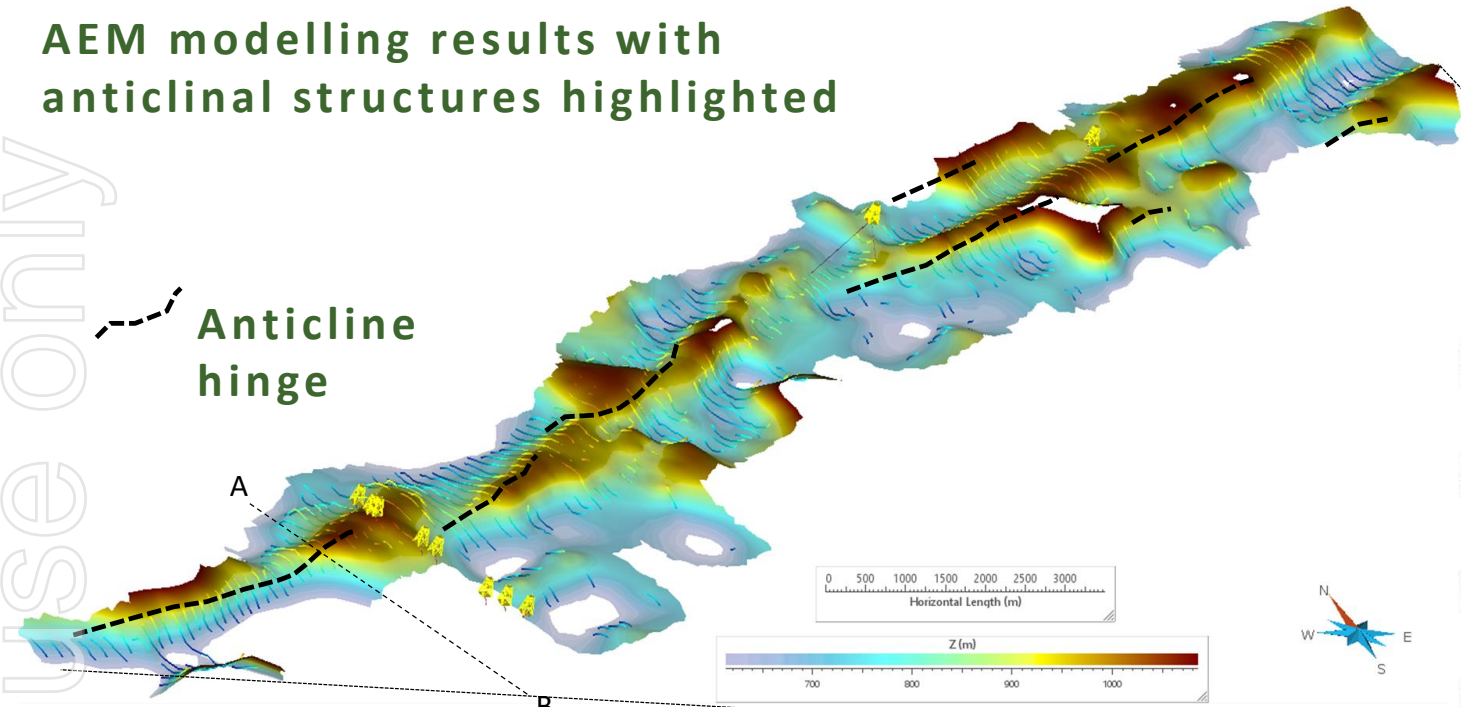 AEM modelling results with
anticlinal structures highlighted
use only
Anticline
hinge
A
B
0 500 1000 1500 2000 2500 3000
Horizontal Length (m)
Z (m)
700 800 900 1000
N
W E
S